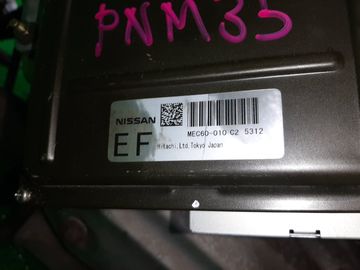 PNM35
NISSAN
EF
MEC60-010 C2 5312
Hitachi,Ltd.Tokyo Japan